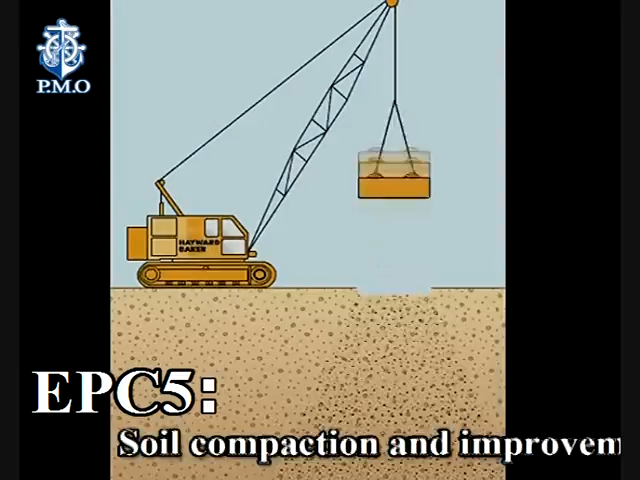 P.M.O
HAYWARD
BAKER
EPC5:
Soil compaction and improvem